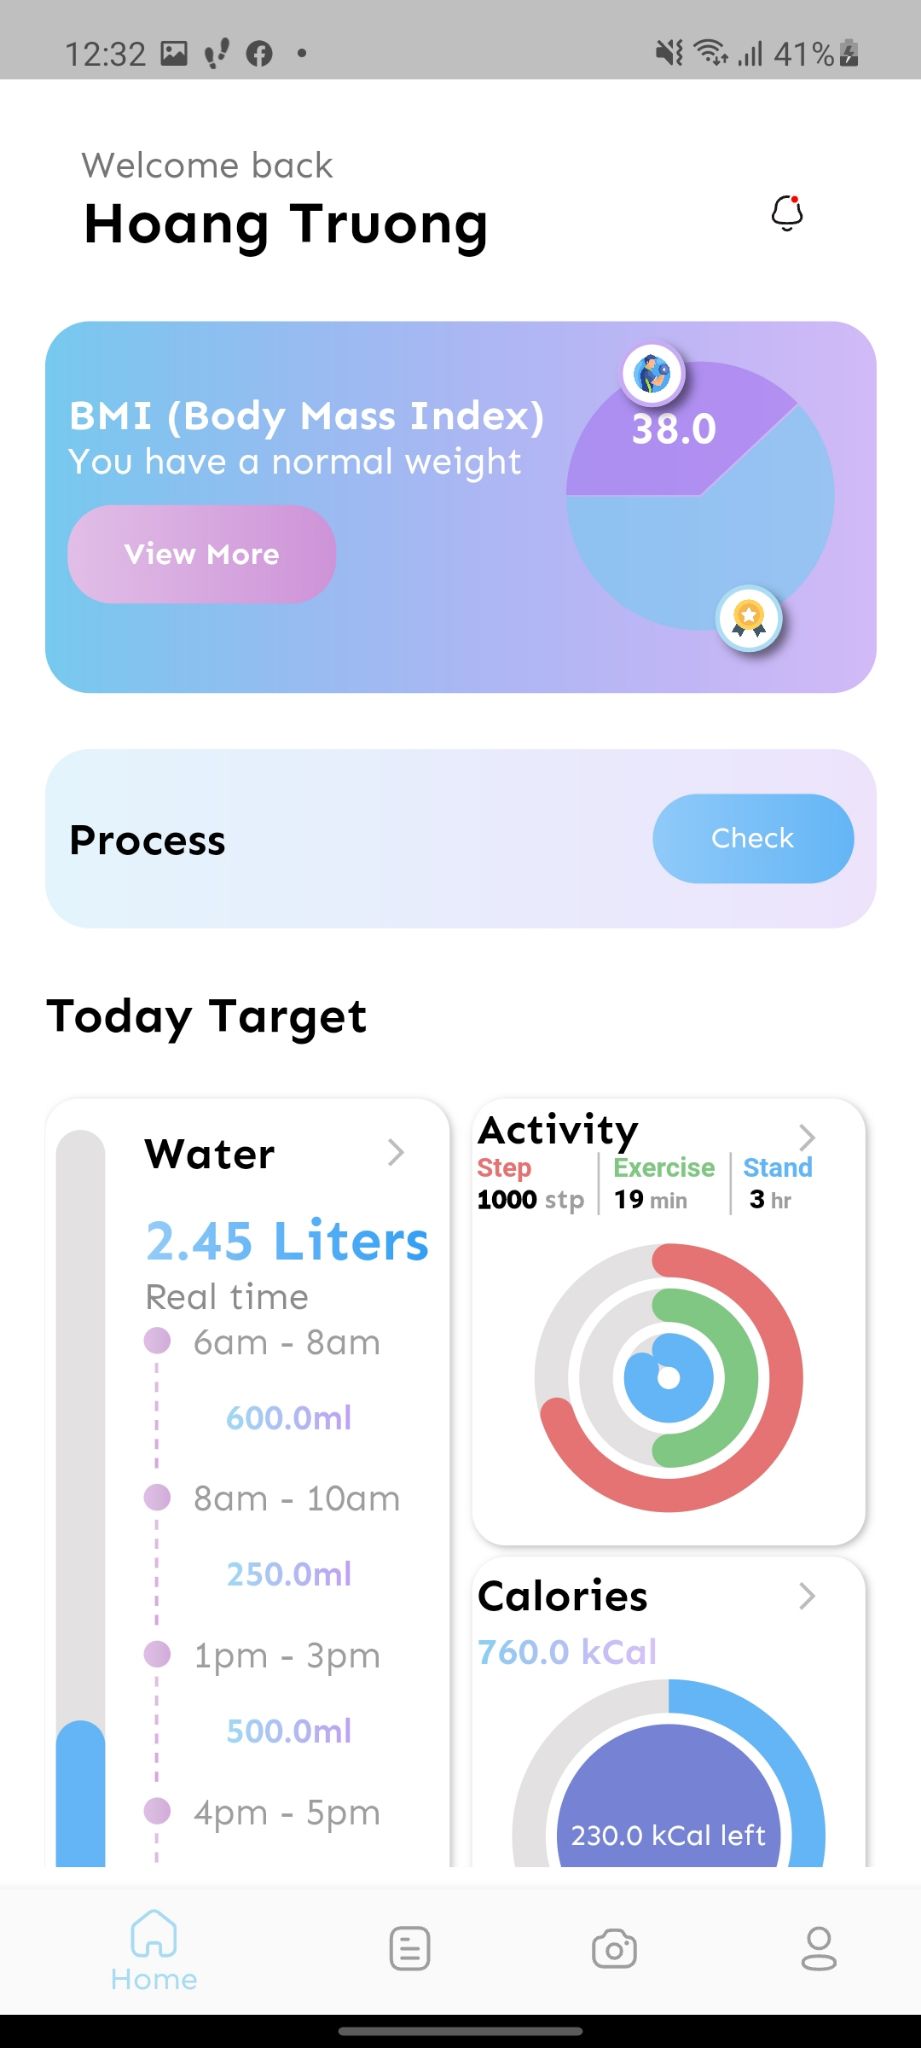 12:32
41%
Welcome back
Hoang Truong
BMI (Body Mass Index)
You have a normal weight
38.0
View More
Process
Check
Today Target
Water
2.45 Liters
Real time
6am - 8am
600.0ml
8am - 10am
250.0ml
1pm - 3pm
500.0ml
4pm - 5pm
Activity
Step
Exercise
Stand
1000 stp
19 min
3 hr
Calories
760.0 kCal
230.0 kCal left
Home